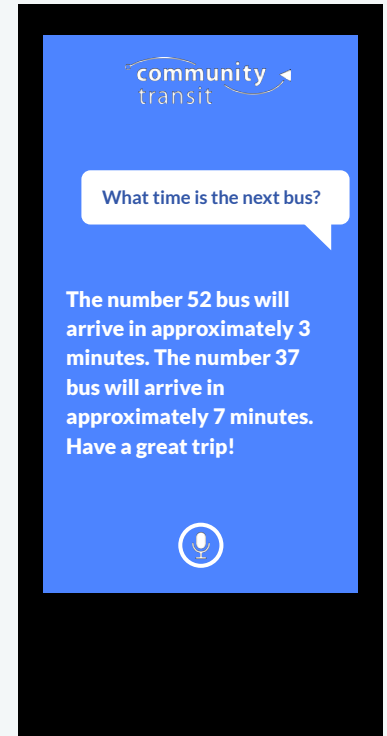 community
transit
What time is the next bus?
The number 52 bus will
arrive in approximately 3
minutes. The number 37
bus will arrive in
approximately 7 minutes.
Have a great trip!